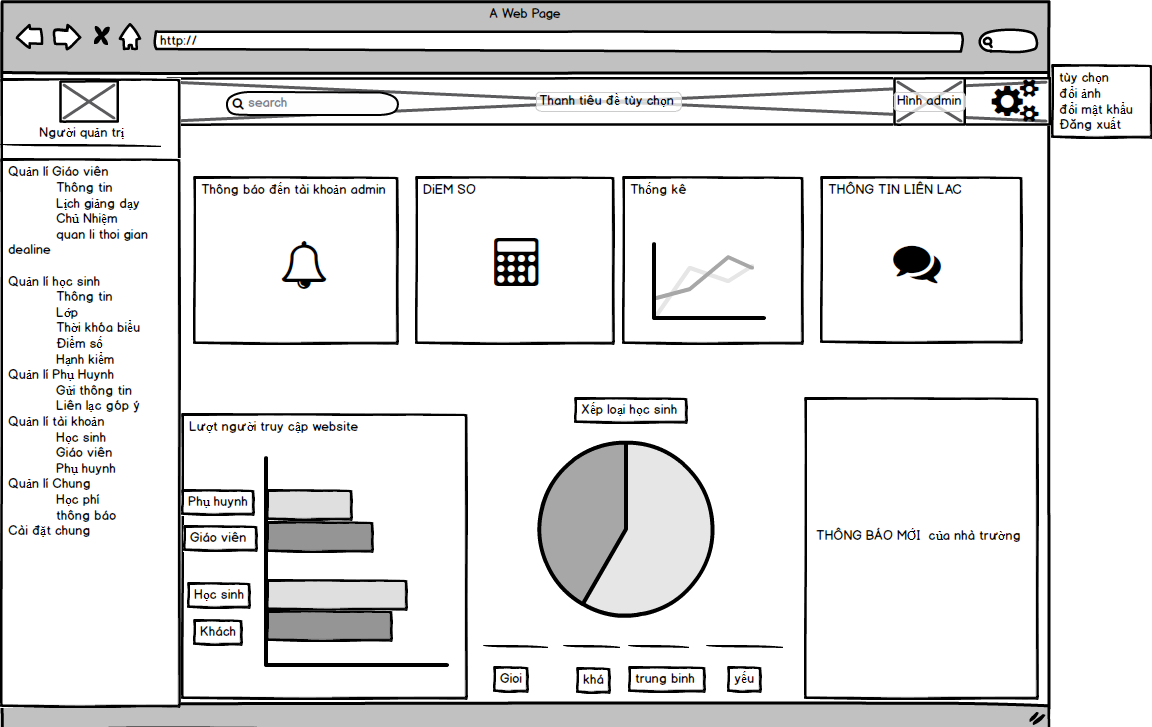 A Web Page
http://
search
Thanh tiêu đề tùy chọn
Hình admin
tùy chọn
đổi ảnh
đổi mật khẩu
Đăng xuất
Người quản trị
Quản lí Giáo viên
Thông tin
Lịch giảng dạy
Chủ Nhiệm
quan li thoi gian
dealine
Quản lí học sinh
Thông tin
Lớp
Thời khóa biểu
Điểm số
Hạnh kiểm
Quản lí Phụ Huynh
Gửi thông tin
Liên lạc góp ý
Quản lí tài khoản
Học sinh
Giáo viên
Phụ huynh
Quản lí Chung
Học phí
thông báo
Cài đặt chung
Thông báo đến tài khoản admin
DiEM SO
Thống kê
THÔNG TIN LIÊN LAC
Lượt người truy cập website
Phụ huynh
Giáo viên
Học sinh
Khách
Xếp loại học sinh
Gioi
khá
trung binh
yếu
THÔNG BÁO MỚI của nhà trường